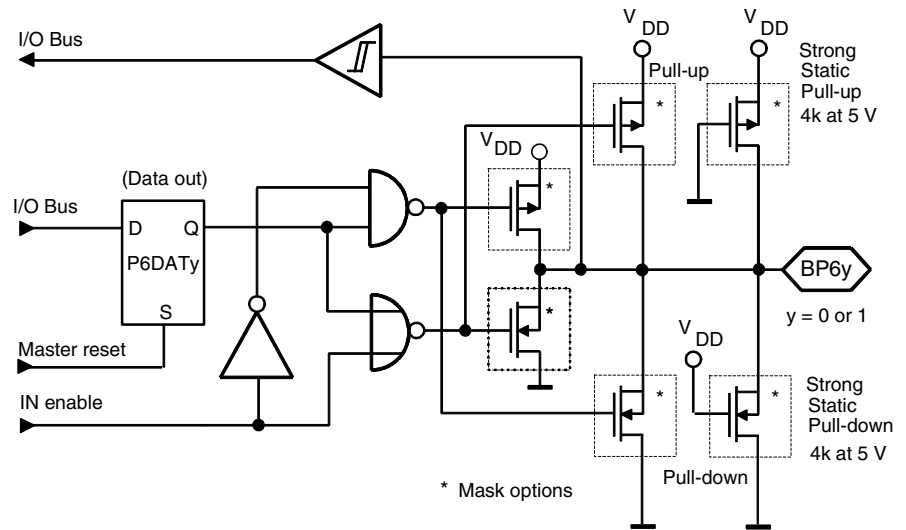 I/O Bus
V
DD
V
DD
Pull-up
*
*
Strong
Static
Pull-up
4k at 5 V
V
DD
*
(Data out)
I/O Bus
D
Q
P6DATy
S
BP6y
y = 0 or 1
*
Master reset
IN enable
V
DD
*
*
Strong
Static
Pull-down
4k at 5 V
Pull-down
* Mask options